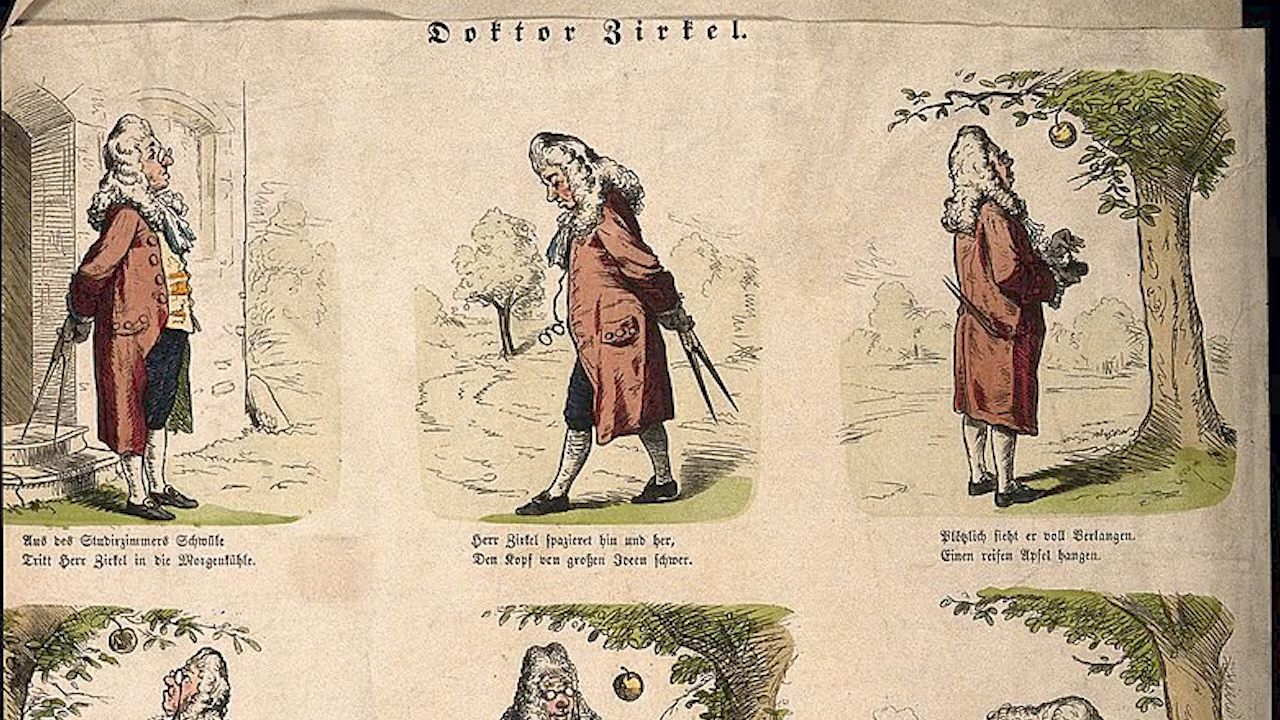 Doktor Zirkel.
Aus des Studirzimmers Schwüle
Tritt Herr Zirkel in die Morgenkühle.
Herr Zirkel spazieret hin und her,
Den Kopf von großen Ideen schwer.
Plötzlich sieht er voll Verlangen.
Einen reifen Apfel hangen.